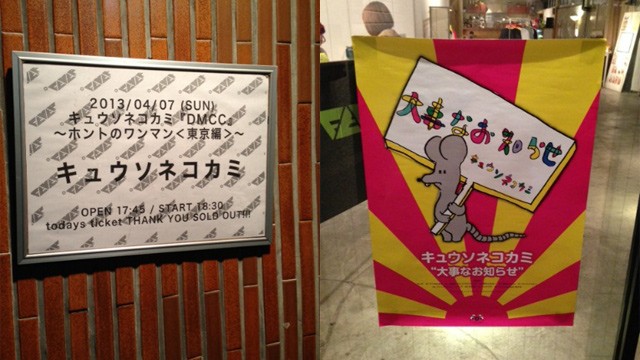 2013/04/07 (SUN)
キュウソネコカミ『DMCC』
～ホントのワンマン<東京編>～
キュウソネコカミ
OPEN 17:45 / START 18:30
todays ticket THANK YOU SOLD OUT!!!
大事なお知らせ
キュウソネコカミ
キュウソネコカミ
"大事なお知らせ"